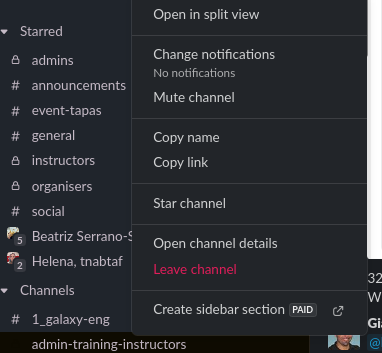 Starred
admins
# announcements
# event-tapas
# general
instructors
organisers
# social
5 Beatriz Serrano-S
2 Helena, tnabtaf
Channels
# 1_galaxy-eng
admin-training-instructors
Open in split view
Change notifications
No notifications
Mute channel
Copy name
Copy link
Star channel
Open channel details
Leave channel
Create sidebar section PAID
32
W
Gi
@